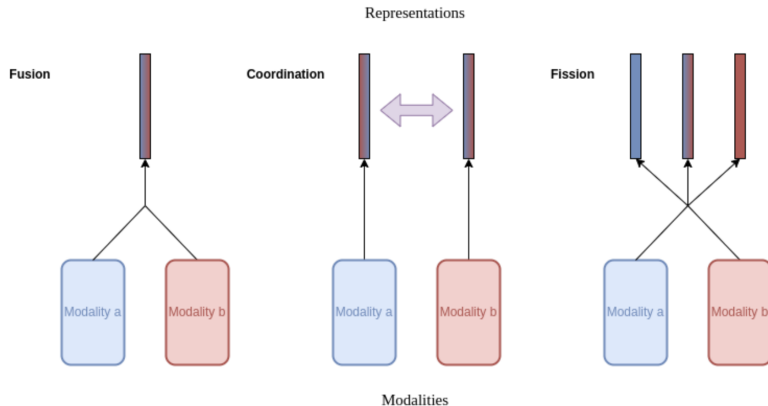 Representations
Fusion
Coordination
Fission
Modality a
Modality b
Modality a
Modality b
Modality a
Modality b
Modalities